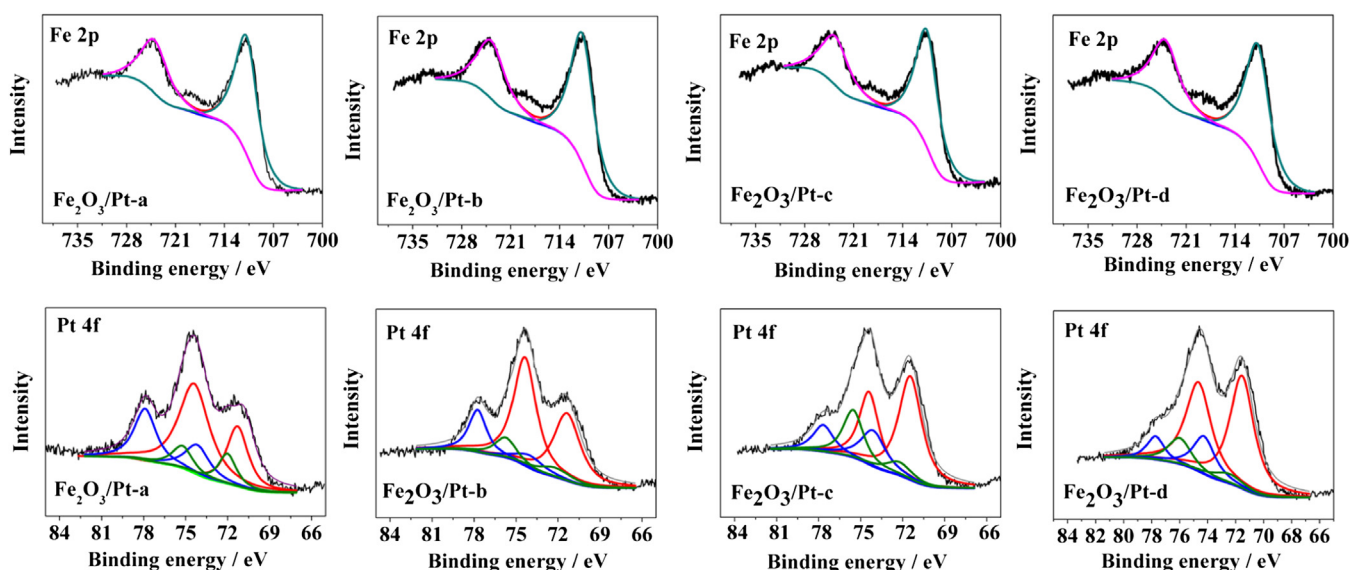 Fe 2p
Intensity
Fe₂O₃/Pt-a
735 728 721 714 707 700
Binding energy / eV
Fe 2p
Intensity
Fe₂O₃/Pt-b
735 728 721 714 707 700
Binding energy / eV
Fe 2p
Intensity
Fe₂O₃/Pt-c
735 728 721 714 707 700
Binding energy / eV
Fe 2p
Intensity
Fe₂O₃/Pt-d
735 728 721 714 707 700
Binding energy / eV
Pt 4f
Intensity
Fe₂O₃/Pt-a
84 81 78 75 72 69 66
Binding energy / eV
Pt 4f
Intensity
Fe₂O₃/Pt-b
84 81 78 75 72 69 66
Binding energy / eV
Pt 4f
Intensity
Fe₂O₃/Pt-c
84 81 78 75 72 69 66
Binding energy / eV
Pt 4f
Intensity
Fe₂O₃/Pt-d
84 82 80 78 76 74 72 70 68 66
Binding energy / eV